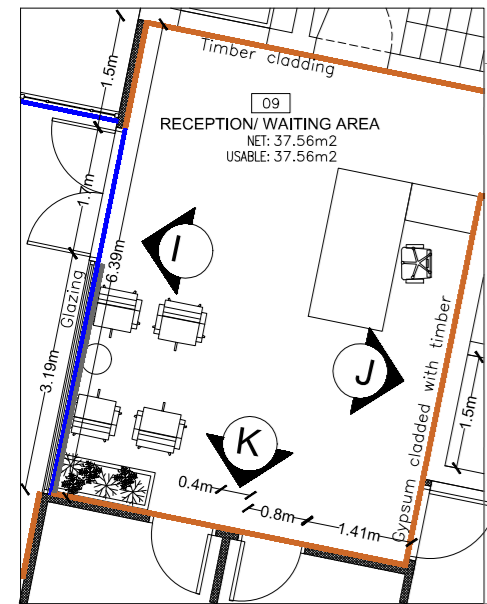 Timber cladding
1.5m
09
RECEPTION/ WAITING AREA
NET: 37.56m2
USABLE: 37.56m2
1.7m
I
6.39m
Glazing
3.19m
J
Gypsum cladded with timber
1.5m
K
0.4m
0.8m
1.41m